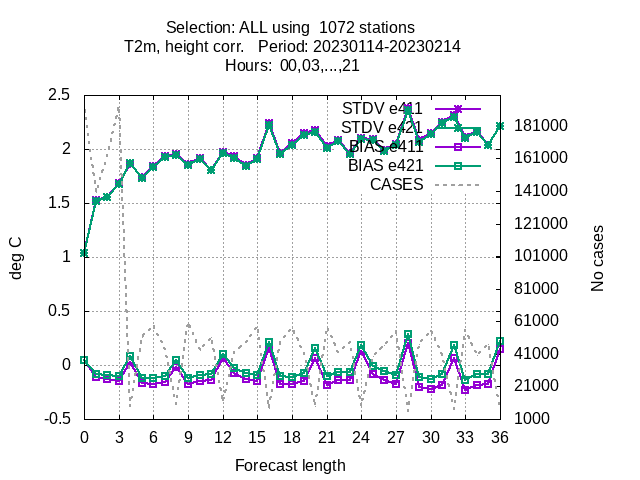 Selection: ALL using  1072 stations
T2m, height corr.   Period: 20230114-20230214
Hours:  00,03,...,21
STDV e411
STDV e421
BIAS e411
BIAS e421
CASES
2.5
2
1.5
1
0.5
0
-0.5
deg C
181000
161000
141000
121000
101000
81000
61000
41000
21000
1000
No cases
0 3 6 9 12 15 18 21 24 27 30 33 36
Forecast length